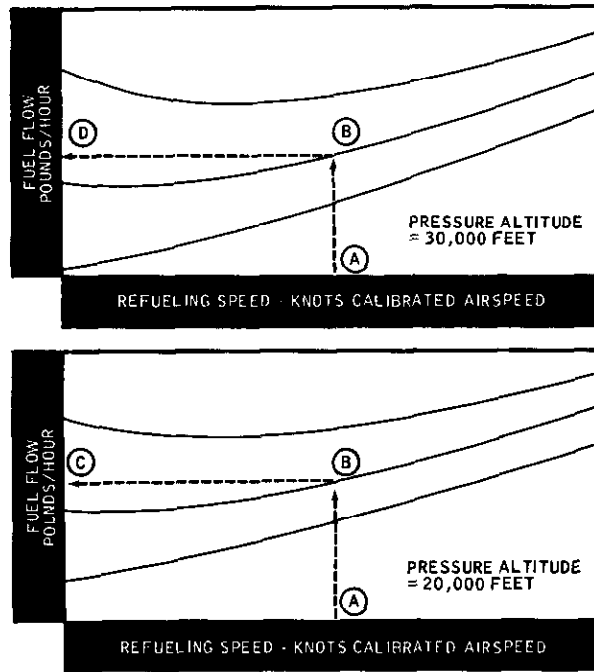 FUEL FLOW
POUNDS/HOUR
D
B
A
PRESSURE ALTITUDE
= 30,000 FEET
REFUELING SPEED - KNOTS CALIBRATED AIRSPEED
FUEL FLOW
POUNDS/HOUR
C
B
A
PRESSURE ALTITUDE
= 20,000 FEET
REFUELING SPEED - KNOTS CALIBRATED AIRSPEED